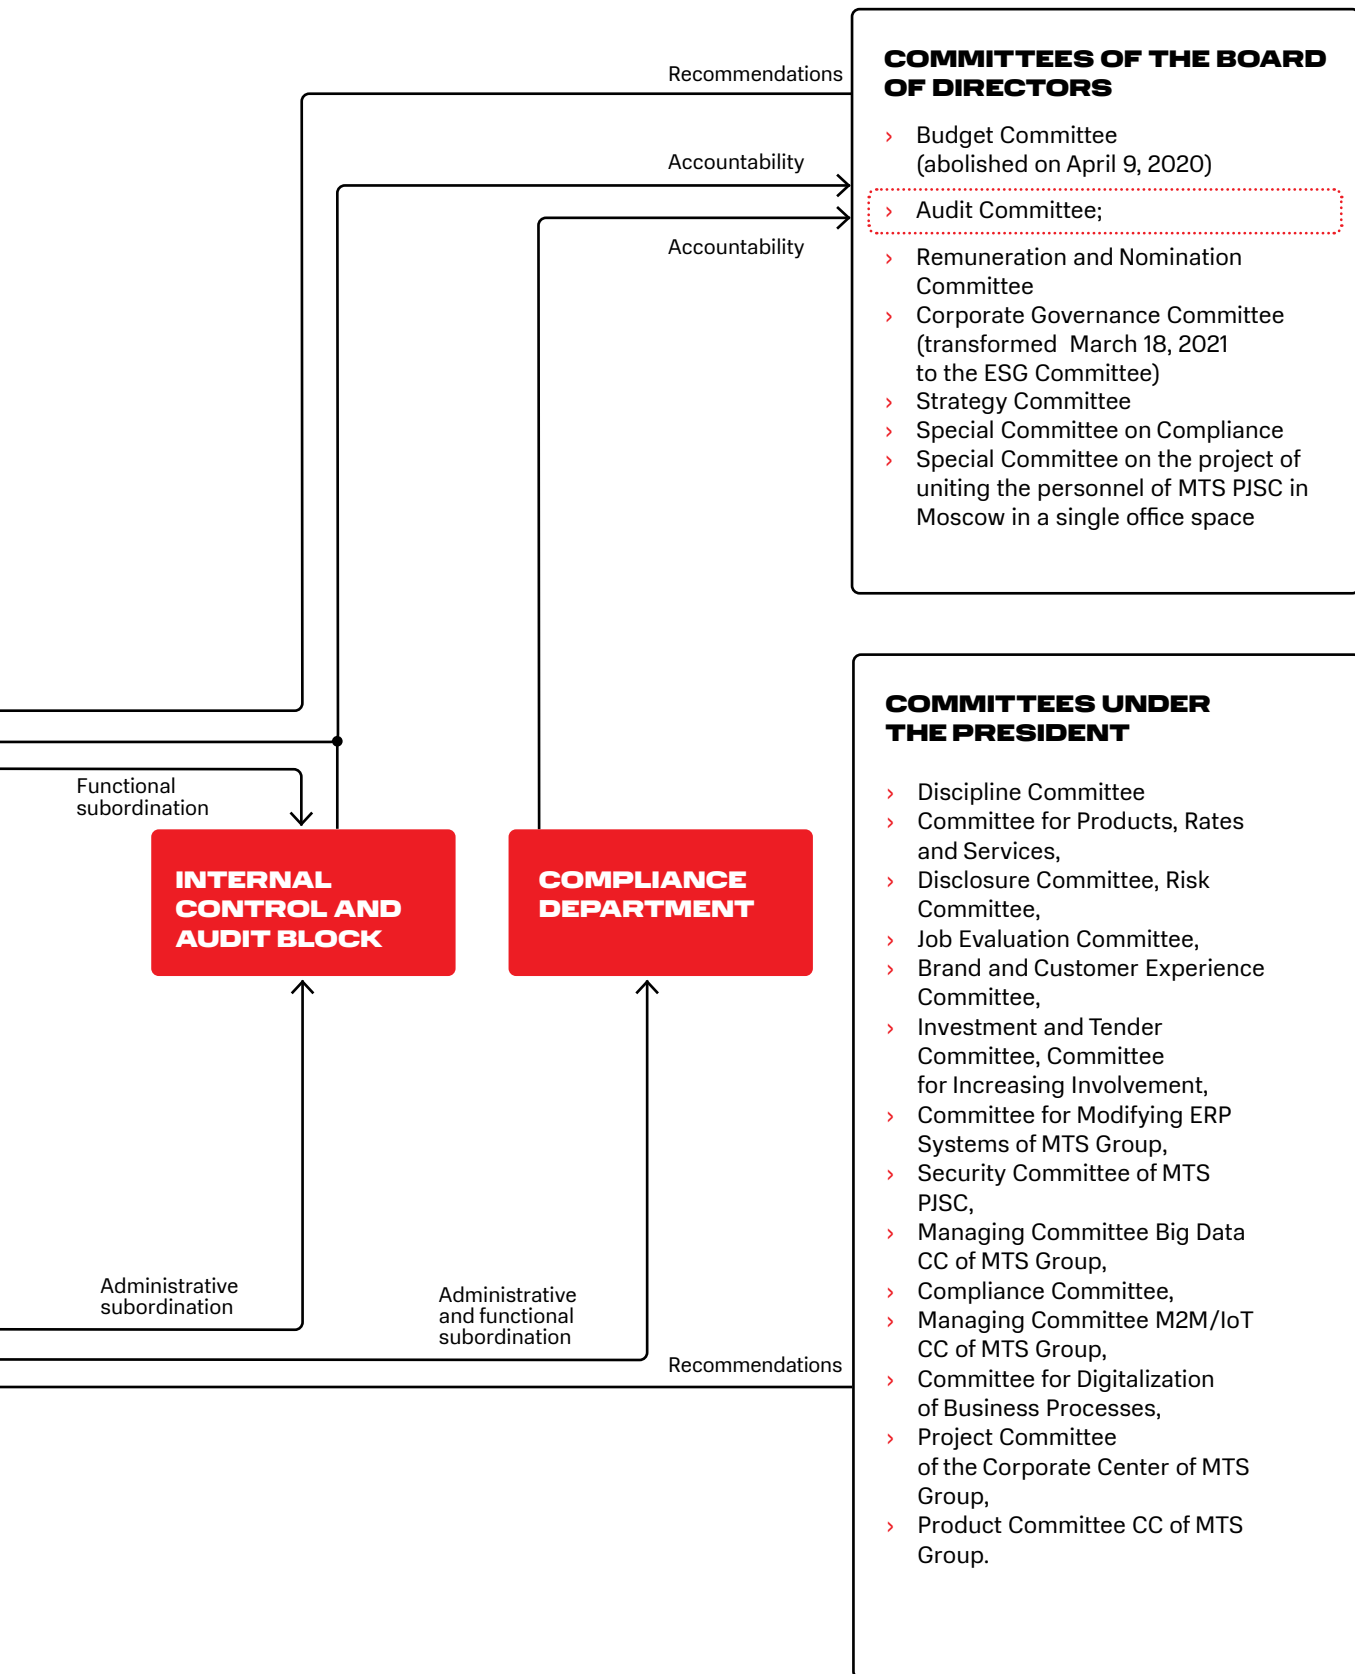 Recommendations
Accountability
Accountability
COMMITTEES OF THE BOARD
OF DIRECTORS
› Budget Committee
(abolished on April 9, 2020)
› Audit Committee;
› Remuneration and Nomination
Committee
› Corporate Governance Committee
(transformed March 18, 2021
to the ESG Committee)
› Strategy Committee
› Special Committee on Compliance
› Special Committee on the project of
uniting the personnel of MTS PJSC in
Moscow in a single office space
Functional
subordination
INTERNAL
CONTROL AND
AUDIT BLOCK
COMPLIANCE
DEPARTMENT
Administrative
subordination
Administrative
and functional
subordination
Recommendations
COMMITTEES UNDER
THE PRESIDENT
› Discipline Committee
› Committee for Products, Rates
and Services,
› Disclosure Committee, Risk
Committee,
› Job Evaluation Committee,
› Brand and Customer Experience
Committee,
› Investment and Tender
Committee, Committee
for Increasing Involvement,
› Committee for Modifying ERP
Systems of MTS Group,
› Security Committee of MTS
PJSC,
› Managing Committee Big Data
CC of MTS Group,
› Compliance Committee,
› Managing Committee M2M/IoT
CC of MTS Group,
› Committee for Digitalization
of Business Processes,
› Project Committee
of the Corporate Center of MTS
Group,
› Product Committee CC of MTS
Group.